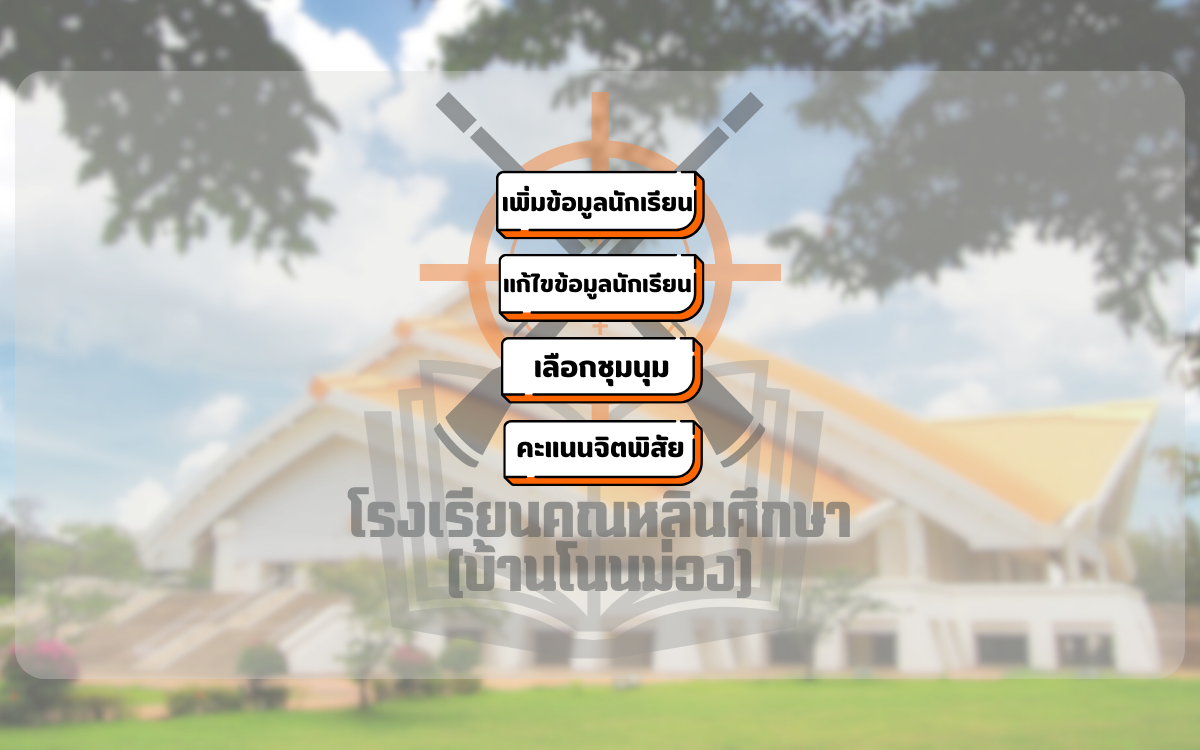 เพิ่มข้อมูลนักเรียน
แก้ไขข้อมูลนักเรียน
เลือกชุมนุม
คะแนนจิตพิสัย
โรงเรียนคุณหลินศึกษา
(บ้านโนนม่วง)